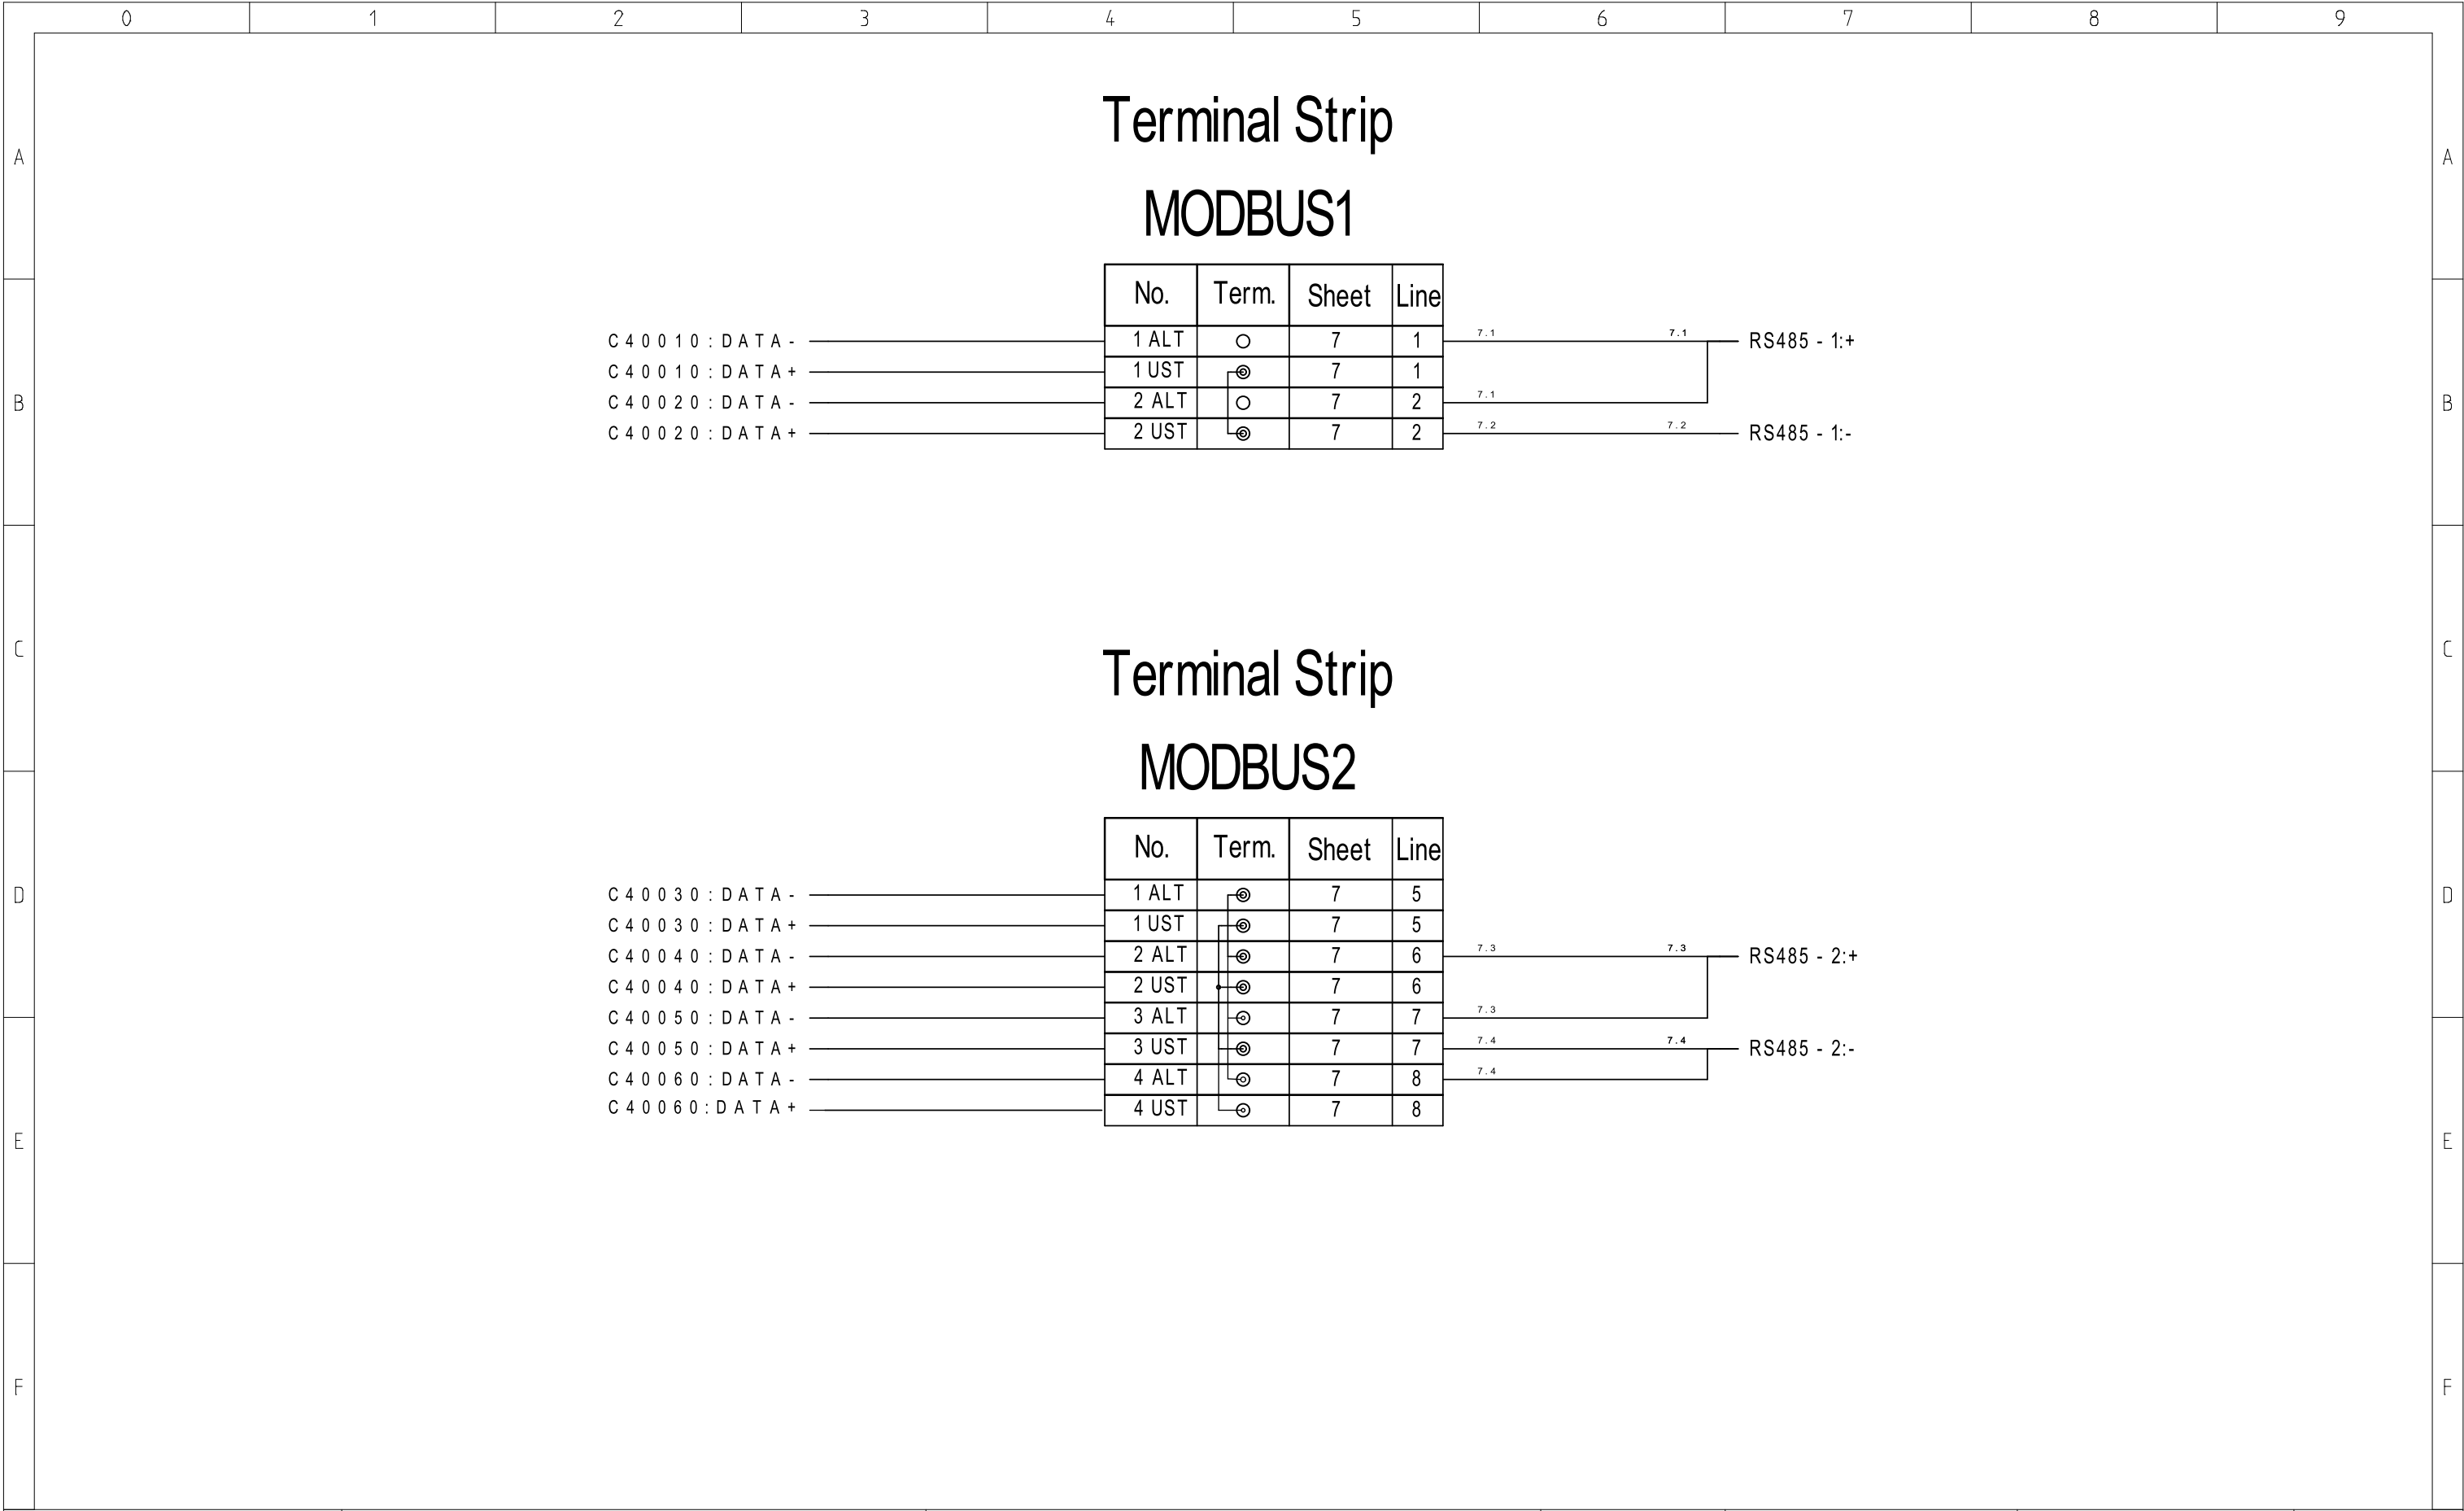 0 1 2 3 4 5 6 7 8 9
Terminal Strip
A A
MODBUS1
No. Term. Sheet Line
C40010:DATA- 1 ALT 7 1 7.1 7.1 RS485 - 1:+
C40010:DATA+ 1 UST 7 1
B C40020:DATA- 2 ALT 7 2 7.1 B
C40020:DATA+ 2 UST 7 2 7.2 7.2 RS485 - 1:-
C C
Terminal Strip
MODBUS2
No. Term. Sheet Line
D C40030:DATA- 1 ALT 7 5 D
C40030:DATA+ 1 UST 7 5
C40040:DATA- 2 ALT 7 6 7.3 7.3 RS485 - 2:+
C40040:DATA+ 2 UST 7 6
C40050:DATA- 3 ALT 7 7 7.3
C40050:DATA+ 3 UST 7 7 7.4 7.4 RS485 - 2:-
C40060:DATA- 4 ALT 7 8 7.4
C40060:DATA+ 4 UST 7 8
E E
F F